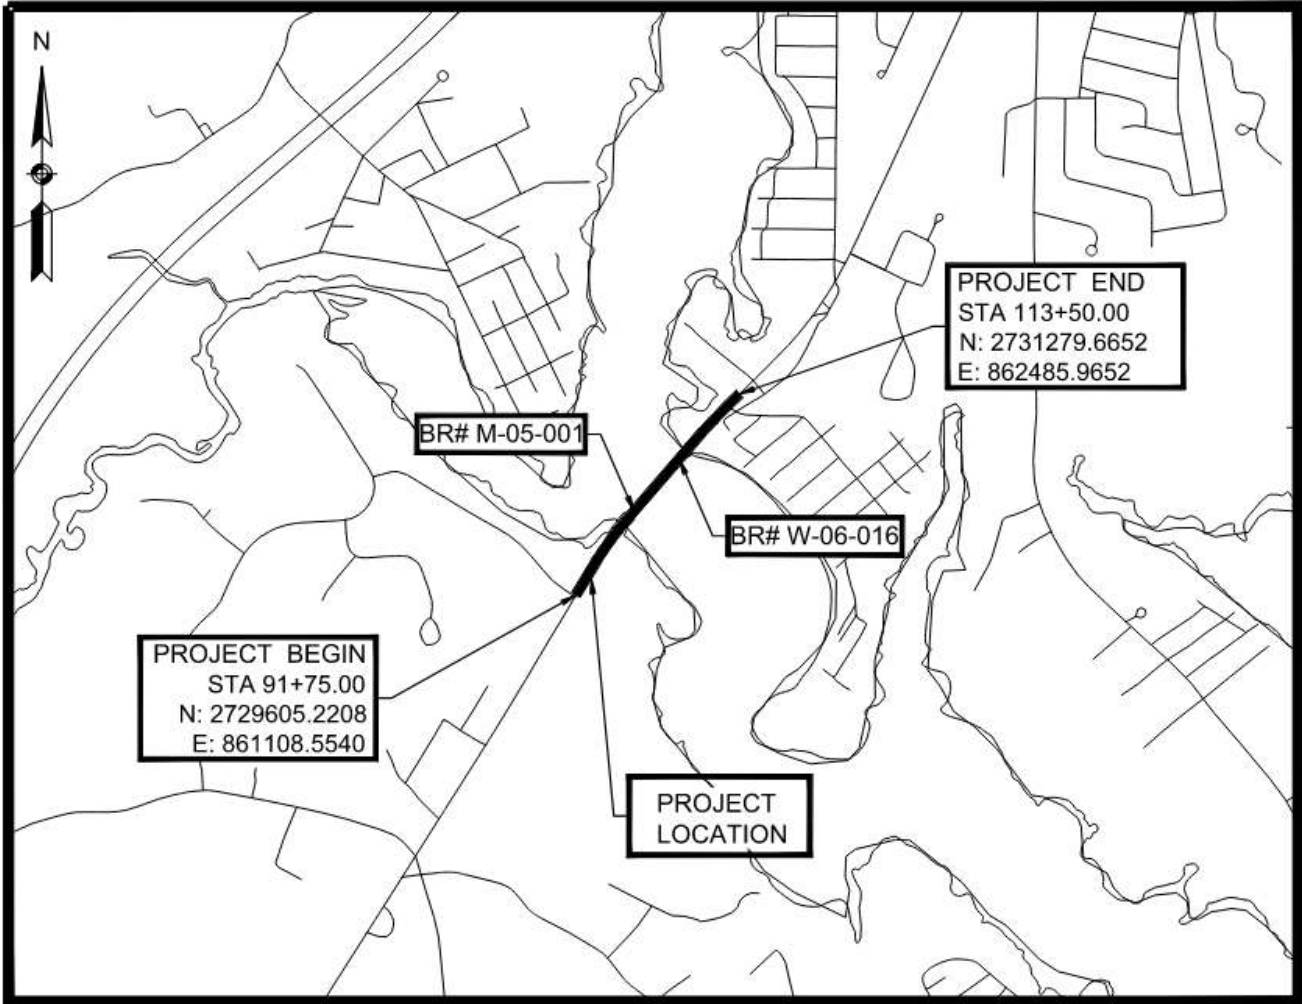 N
PROJECT END
STA 113+50.00
N: 2731279.6652
E: 862485.9652
BR# M-05-001
BR# W-06-016
PROJECT BEGIN
STA 91+75.00
N: 2729605.2208
E: 861108.5540
PROJECT
LOCATION